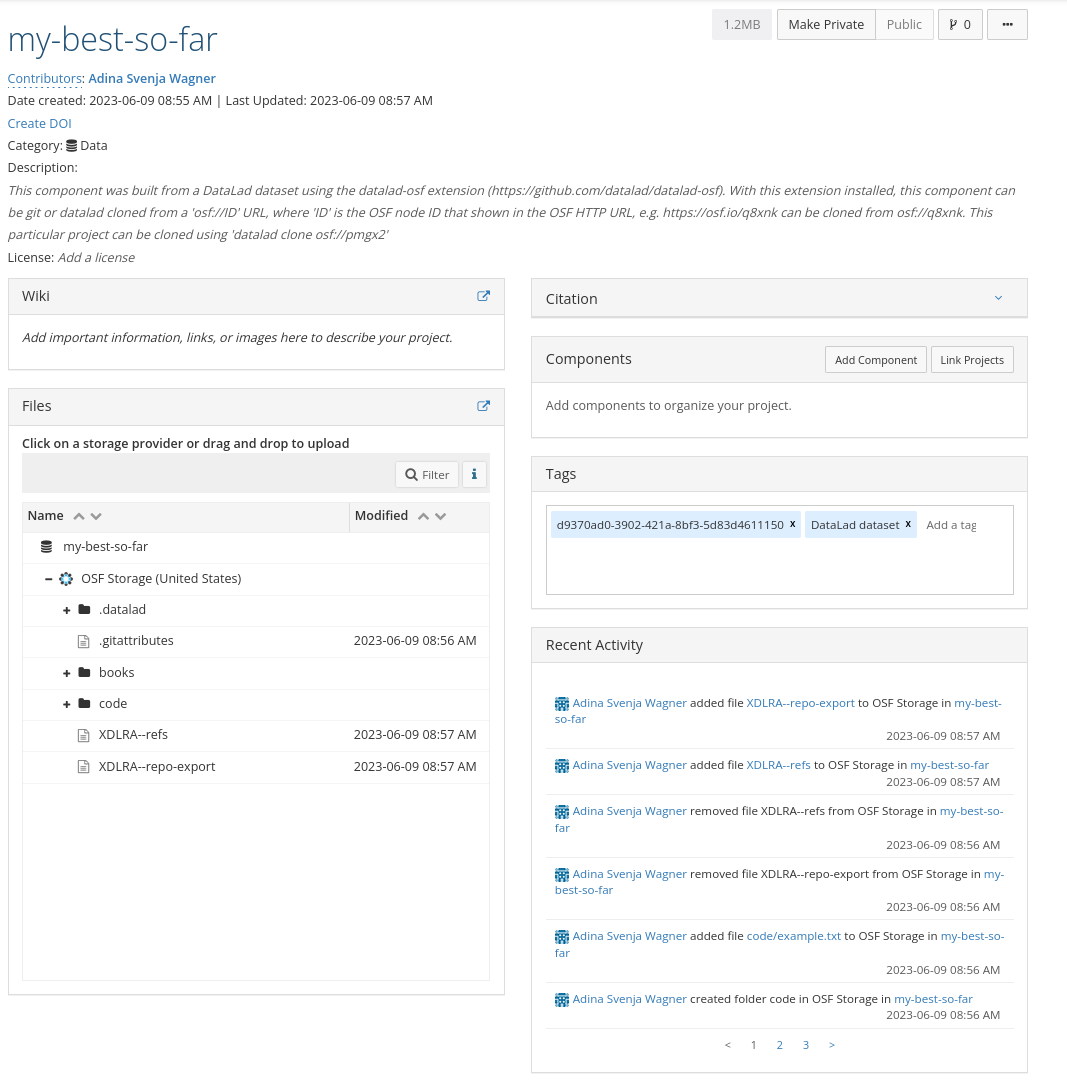 my-best-so-far
1.2MB Make Private Public 0 ...
Contributors: Adina Svenja Wagner
Date created: 2023-06-09 08:55 AM | Last Updated: 2023-06-09 08:57 AM
Create DOI
Category: Data
Description:
This component was built from a DataLad dataset using the datalad-osf extension (https://github.com/datalad/datalad-osf). With this extension installed, this component can
be git or datalad cloned from a 'osf://ID' URL, where 'ID' is the OSF node ID that shown in the OSF HTTP URL, e.g. https://osf.io/q8xnk can be cloned from osf://q8xnk. This
particular project can be cloned using 'datalad clone osf://pmgx2'
License: Add a license
Wiki
Add important information, links, or images here to describe your project.
Files
Click on a storage provider or drag and drop to upload
Filter i
Name Modified
my-best-so-far
OSF Storage (United States)
.datalad
.gitattributes 2023-06-09 08:56 AM
books
code
XDLRA--refs 2023-06-09 08:57 AM
XDLRA--repo-export 2023-06-09 08:57 AM
Citation
Components Add Component Link Projects
Add components to organize your project.
Tags
d9370ad0-3902-421a-8bf3-5d83d4611150 x DataLad dataset x Add a tag
Recent Activity
Adina Svenja Wagner added file XDLRA--repo-export to OSF Storage in my-best-
so-far
2023-06-09 08:57 AM
Adina Svenja Wagner added file XDLRA--refs to OSF Storage in my-best-so-far
2023-06-09 08:57 AM
Adina Svenja Wagner removed file XDLRA--refs from OSF Storage in my-best-so-
far
2023-06-09 08:56 AM
Adina Svenja Wagner removed file XDLRA--repo-export from OSF Storage in my-
best-so-far
2023-06-09 08:56 AM
Adina Svenja Wagner added file code/example.txt to OSF Storage in my-best-so-
far
2023-06-09 08:56 AM
Adina Svenja Wagner created folder code in OSF Storage in my-best-so-far
2023-06-09 08:56 AM
< 1 2 3 >